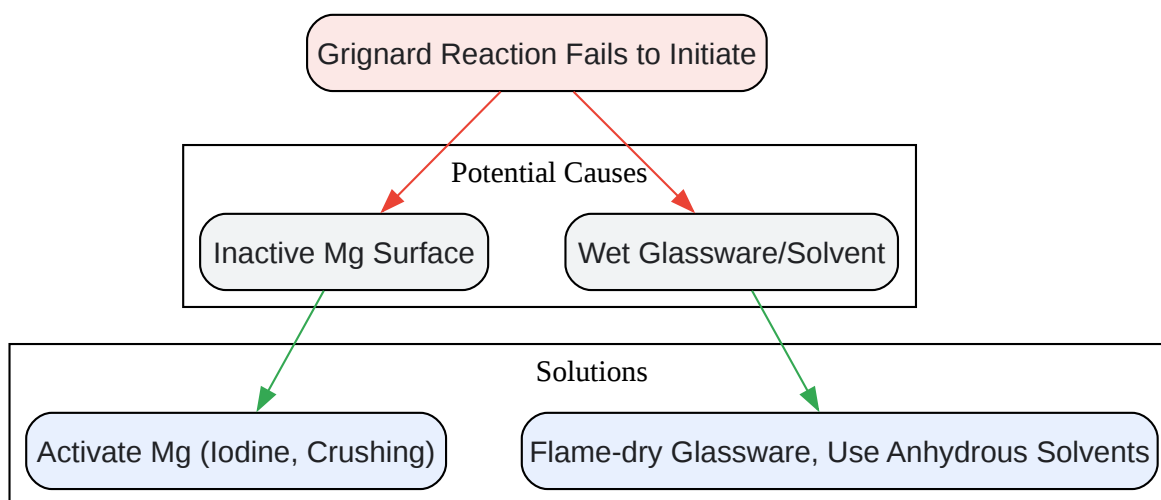 Grignard Reaction Fails to Initiate
Potential Causes
Inactive Mg Surface
Wet Glassware/Solvent
Solutions
Activate Mg (Iodine, Crushing)
Flame-dry Glassware, Use Anhydrous Solvents